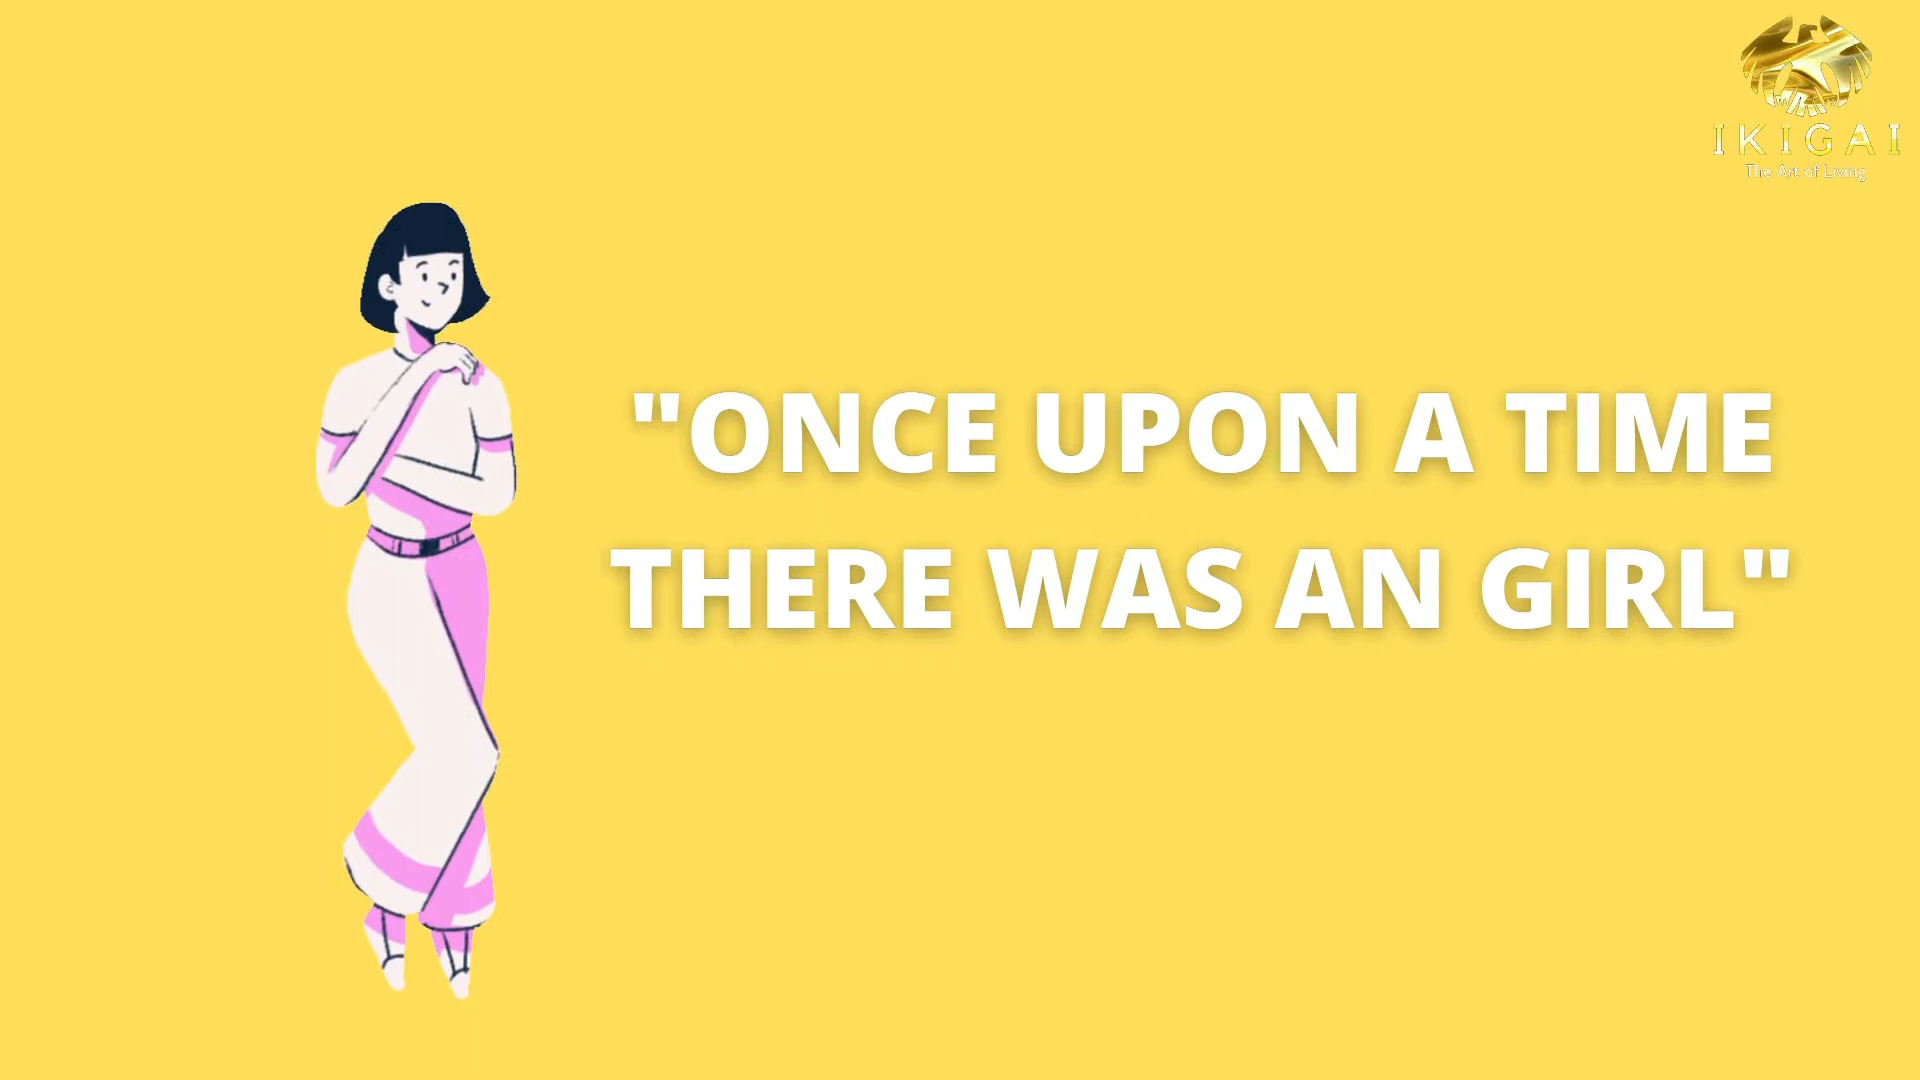 IKIGAI
The Art of Living
"ONCE UPON A TIME
THERE WAS AN GIRL"